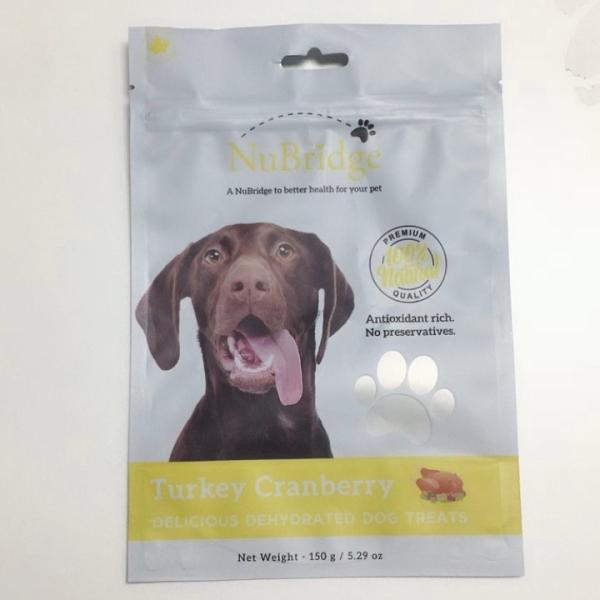 NuBridge
A NuBridge to better health for your pet
PREMIUM
100%
Natural
QUALITY
Antioxidant rich.
No preservatives.
Turkey Cranberry
DELICIOUS DEHYDRATED DOG TREATS
Net Weight - 150 g / 5.29 oz